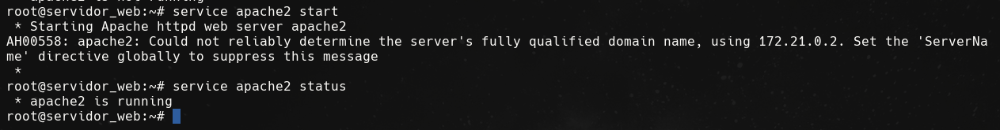 root@servidor_web:~# service apache2 start
 * Starting Apache httpd web server apache2
AH00558: apache2: Could not reliably determine the server's fully qualified domain name, using 172.21.0.2. Set the 'ServerNa
me' directive globally to suppress this message
 *
root@servidor_web:~# service apache2 status
 * apache2 is running
root@servidor_web:~#